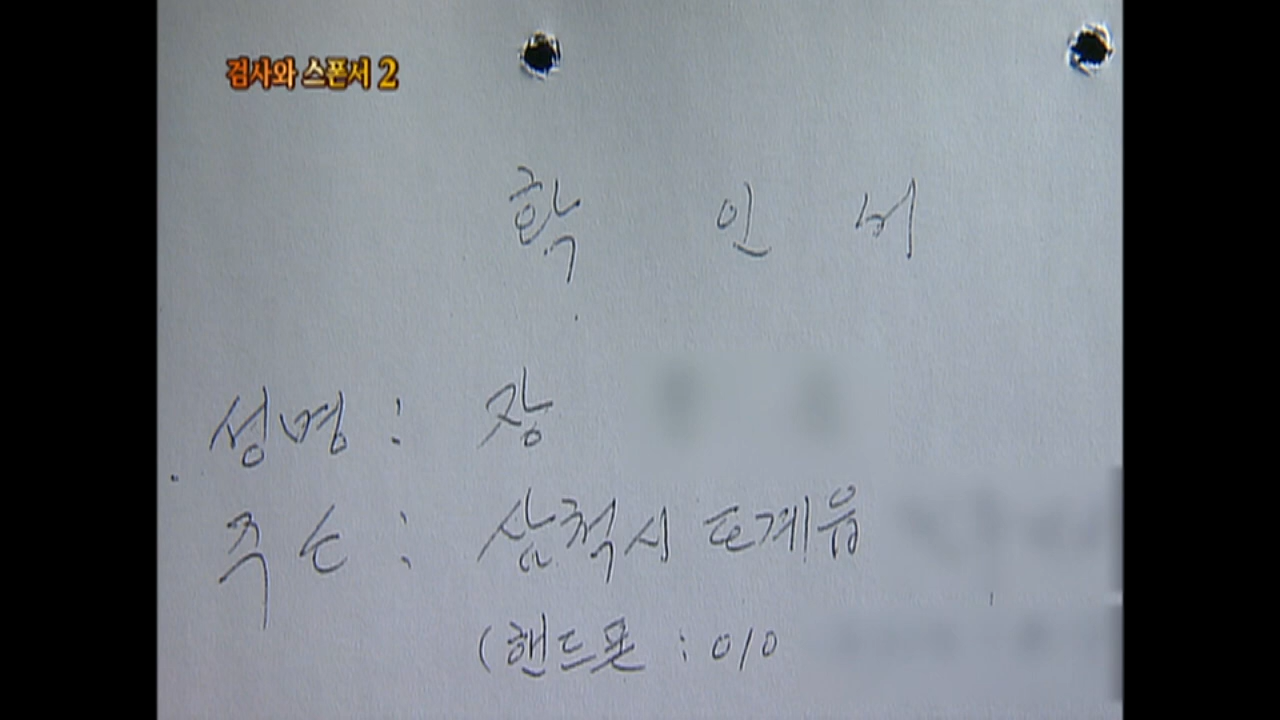 검사와 스폰서 2
확 인 서
성명 : 장
주소 : 삼척시 도계읍
(핸드폰 : 010